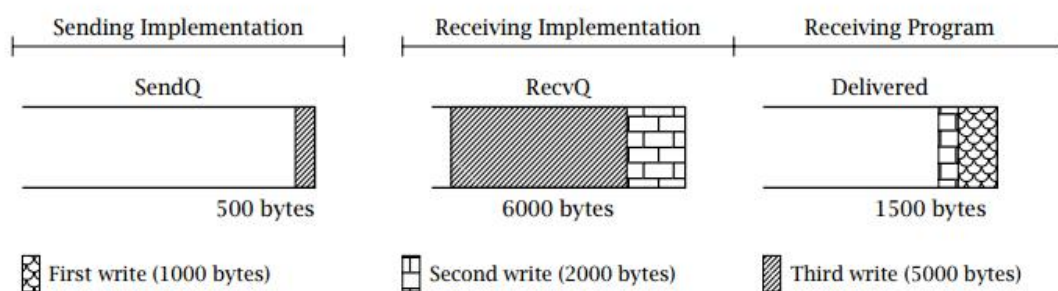 Sending Implementation Receiving Implementation Receiving Program
SendQ RecvQ Delivered
500 bytes 6000 bytes 1500 bytes
First write (1000 bytes) Second write (2000 bytes) Third write (5000 bytes)